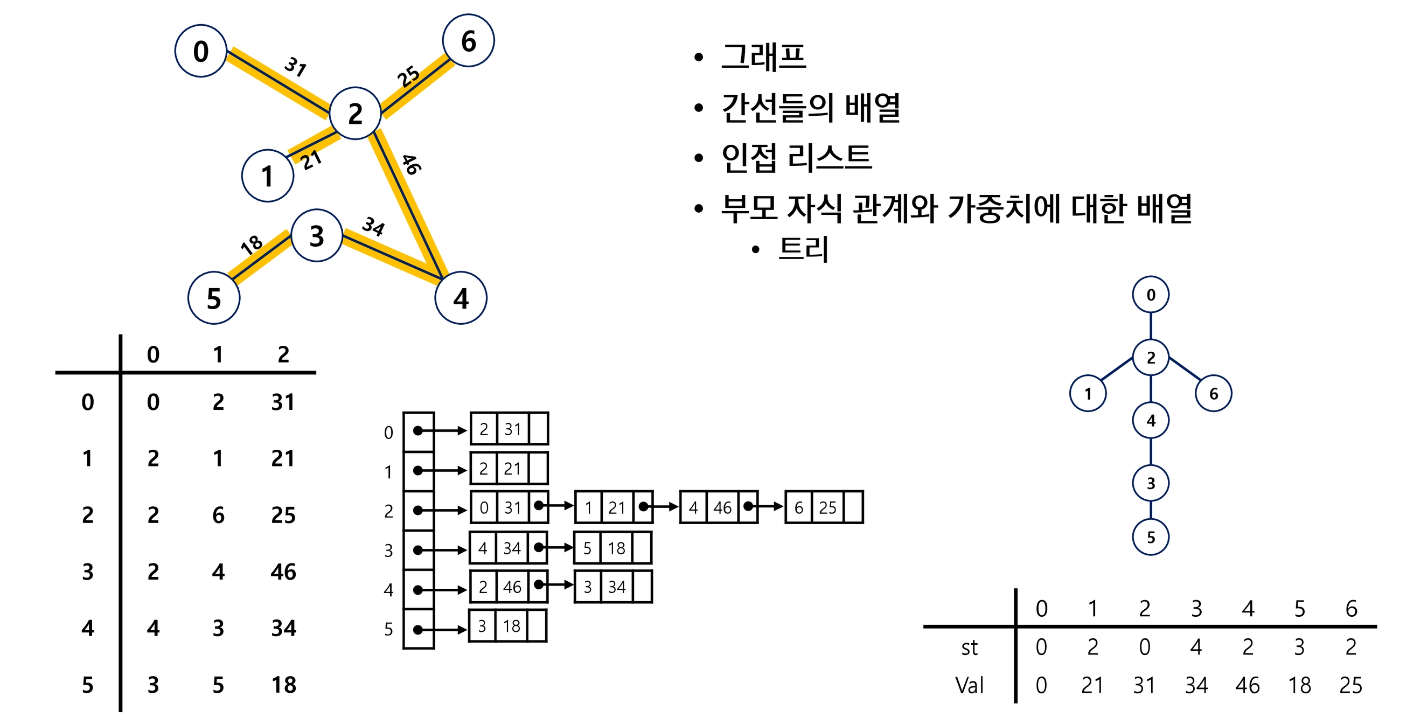 0
6
31
25
2
1
21
46
3
34
18
5
4
• 그래프
• 간선들의 배열
• 인접 리스트
• 부모 자식 관계와 가중치에 대한 배열
• 트리
0 1 2
0 0 2 31
1 2 1 21
2 2 6 25
3 2 4 46
4 4 3 34
5 3 5 18
0 2 31
1 2 21
2 0 31 1 21 4 46 6 25
3 4 34 5 18
4 2 46 3 34
5 3 18
0
2
1
6
4
3
5
0 1 2 3 4 5 6
st 0 2 0 4 2 3 2
Val 0 21 31 34 46 18 25